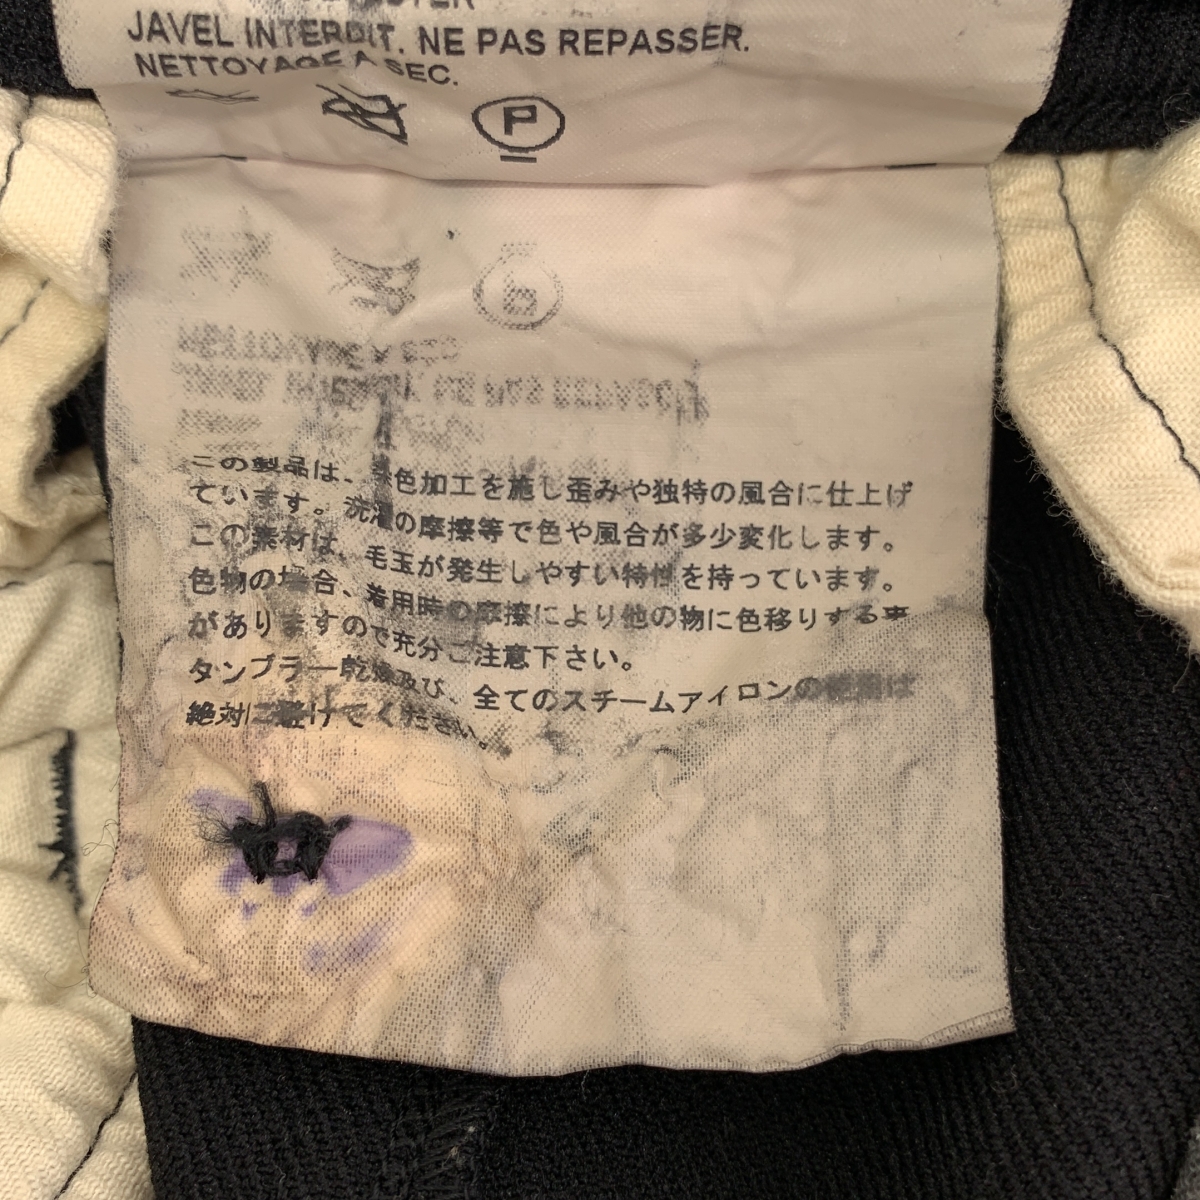 JAVEL INTERDIT. NE PAS REPASSER.
NETTOYAGE A SEC.
P
この製品は、染色加工を施し歪みや独特の風合に仕上げ
ています。洗濯の摩擦等で色や風合が多少変化します。
この素材は、毛玉が発生しやすい特性を持っています。
色物の場合、着用時の摩擦により他の物に色移りする事
がありますので充分ご注意下さい。
タンブラー乾燥及び、全てのスチームアイロンの使用は
絶対に避けてください。